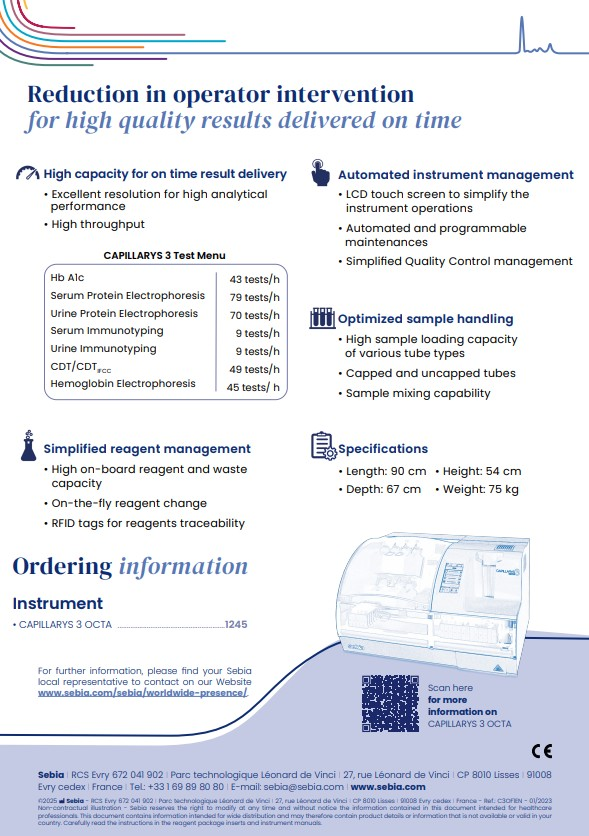 Reduction in operator intervention
for high quality results delivered on time
High capacity for on time result delivery
• Excellent resolution for high analytical
performance
• High throughput
CAPILLARYS 3 Test Menu
Hb A1c 43 tests/h
Serum Protein Electrophoresis 79 tests/h
Urine Protein Electrophoresis 70 tests/h
Serum Immunotyping 9 tests/h
Urine Immunotyping 9 tests/h
CDT/CDTIFCC 49 tests/h
Hemoglobin Electrophoresis 45 tests/ h
Simplified reagent management
• High on-board reagent and waste
capacity
• On-the-fly reagent change
• RFID tags for reagents traceability
Automated instrument management
• LCD touch screen to simplify the
instrument operations
• Automated and programmable
maintenances
• Simplified Quality Control management
Optimized sample handling
• High sample loading capacity
of various tube types
• Capped and uncapped tubes
• Sample mixing capability
Specifications
• Length: 90 cm • Height: 54 cm
• Depth: 67 cm • Weight: 75 kg
Ordering information
Instrument
• CAPILLARYS 3 OCTA ........................................1245
For further information, please find your Sebia
local representative to contact on our Website
www.sebia.com/sebia/worldwide-presence/.
CAPILLARYS
Scan here
for more
information on
CAPILLARYS 3 OCTA
CE
Sebia | RCS Evry 672 041 902 | Parc technologique Léonard de Vinci | 27, rue Léonard de Vinci | CP 8010 Lisses | 91008
Evry cedex | France | Tel.: +33 1 69 89 80 80 | E-mail: sebia@sebia.com | www.sebia.com
©2025 Sebia - RCS Evry 672 041 902 | Parc technologique Léonard de Vinci | 27, rue Léonard de Vinci | CP 8010 Lisses | 91008 Evry cedex | France - Ref.: C3OFIEN - 01/2023
Non-contractual illustration - Sebia reserves the right to modify at any time and without notice the information contained in this document intended for healthcare
professionals. This document contains information intended for wide distribution and may therefore contain product details or information that is not available or valid in your
country. Carefully read the instructions in the reagent package inserts and instrument manuals.